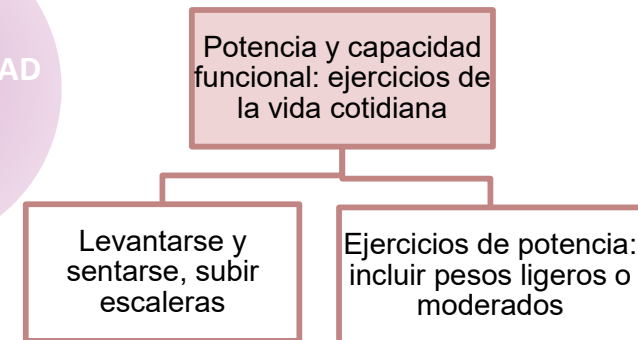 AD
Potencia y capacidad
funcional: ejercicios de
la vida cotidiana
Levantarse y
sentarse, subir
escaleras
Ejercicios de potencia:
incluir pesos ligeros o
moderados